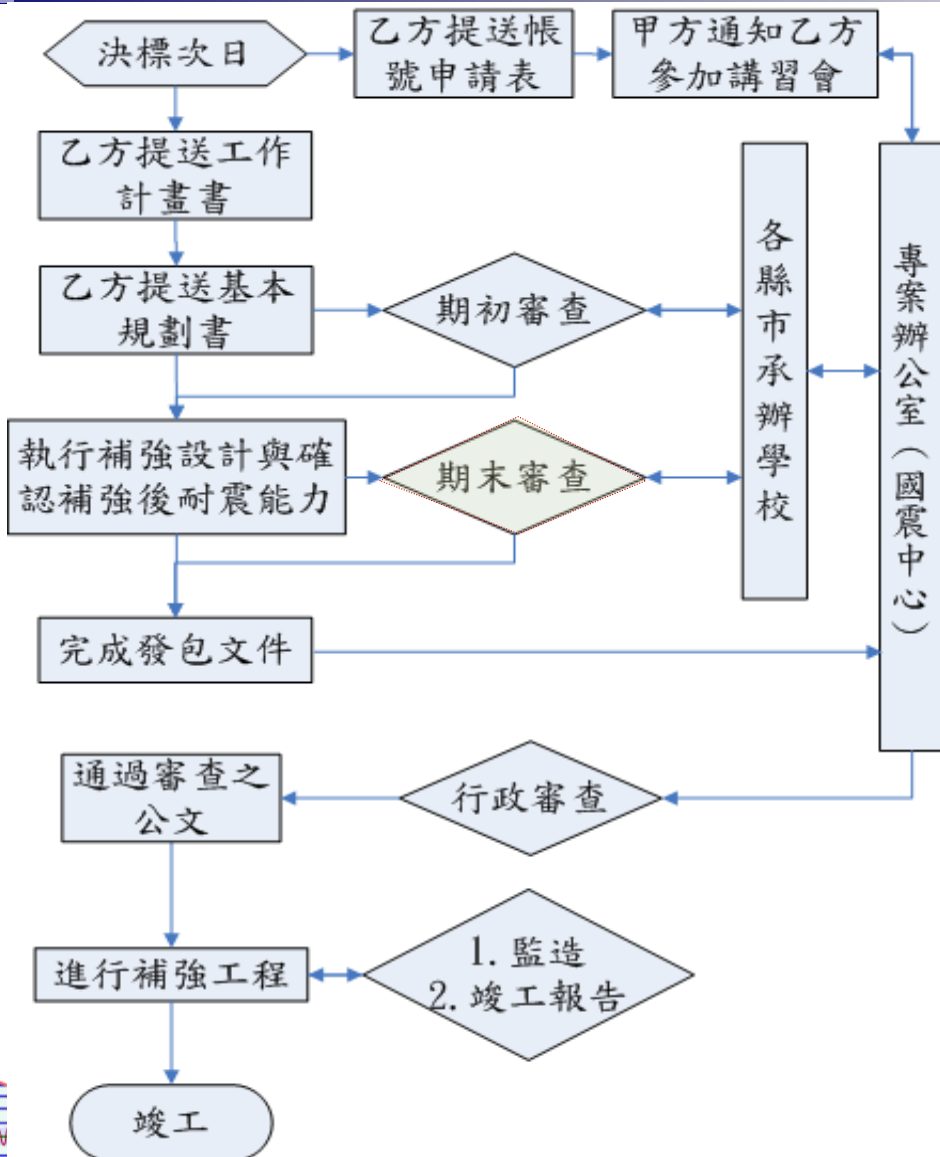 決標次日
乙方提送帳
號申請表
甲方通知乙方
參加講習會
乙方提送工作
計畫書
乙方提送基本
規劃書
期初審查
各縣市承辦學校
專案辦公室（國震中心）
執行補強設計與確
認補強後耐震能力
期末審查
完成發包文件
通過審查之
公文
行政審查
進行補強工程
1. 監造
2. 竣工報告
竣工